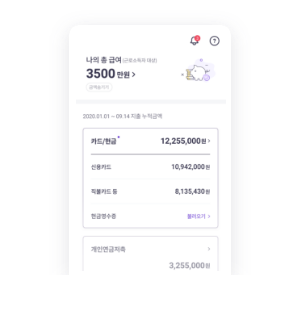 나의 총 급여 (근로소득자 대상)
3500 만원 >
금액숨기기
2020.01.01 ~ 09.14 지출 누적금액
카드/현금 12,255,000원 >
신용카드 10,942,000원
직불카드 등 8,135,430원
현금영수증 불러오기 >
개인연금저축 >
3,255,000원